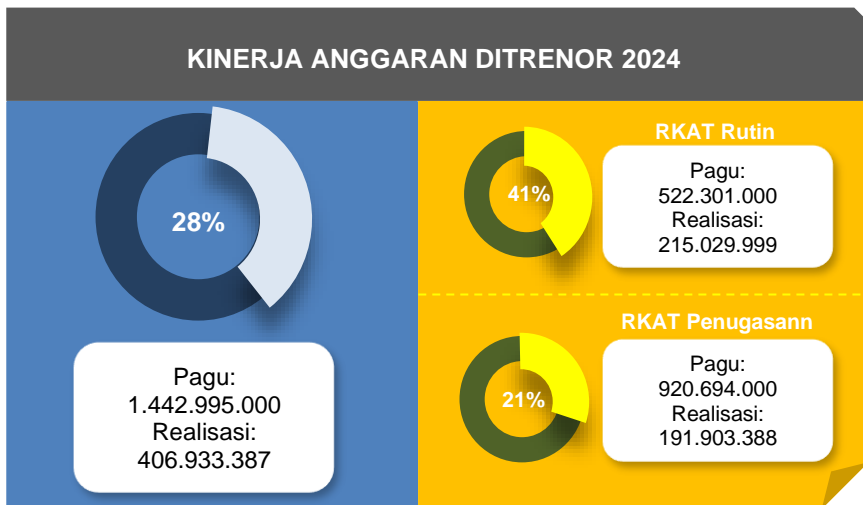 KINERJA ANGGARAN DITRENOR 2024
28%
Pagu:
1.442.995.000
Realisasi:
406.933.387
RKAT Rutin
41%
Pagu:
522.301.000
Realisasi:
215.029.999
RKAT Penugasann
21%
Pagu:
920.694.000
Realisasi:
191.903.388